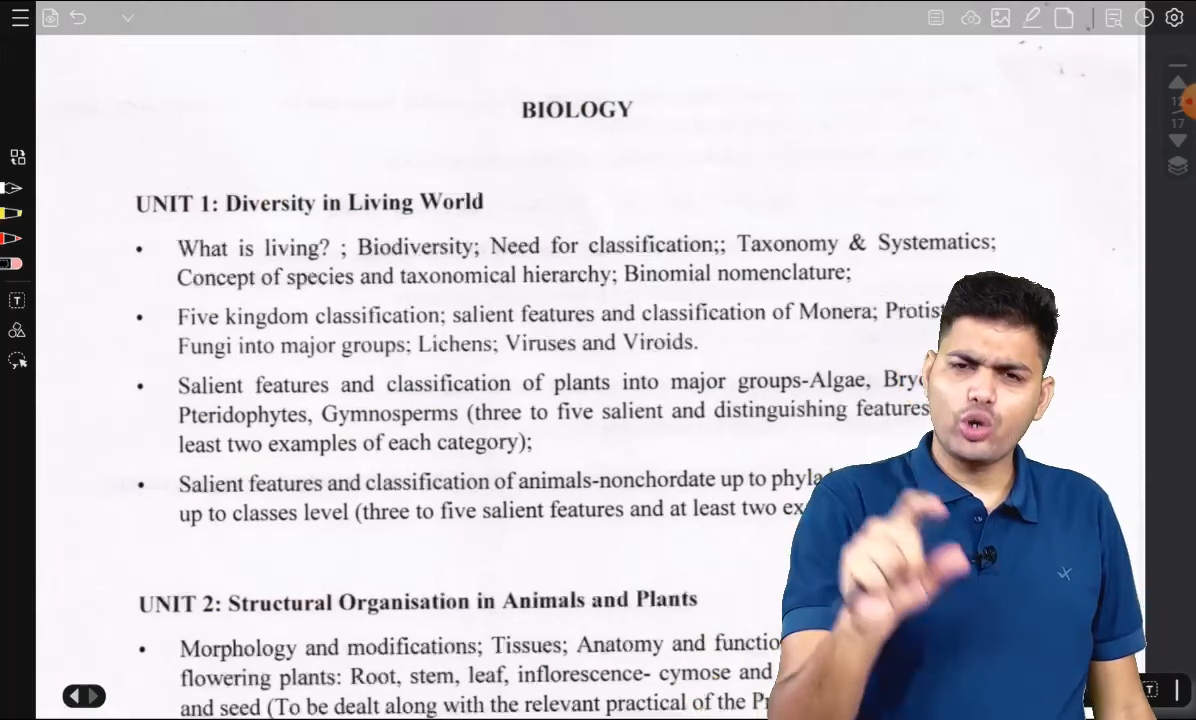 BIOLOGY
UNIT 1: Diversity in Living World
• What is living? ; Biodiversity; Need for classification;; Taxonomy & Systematics;
Concept of species and taxonomical hierarchy; Binomial nomenclature;
• Five kingdom classification; salient features and classification of Monera;
Fungi into major groups; Lichens; Viruses and Viroids.
• Salient features and classification of plants into major groups-Algae,
Pteridophytes, Gymnosperms (three to five salient and distinguishing features
least two examples of each category);
• Salient features and classification of animals-nonchordate up to
up to classes level (three to five salient features and at least two
UNIT 2: Structural Organisation in Animals and Plants
• Morphology and modifications; Tissues; Anatomy and
flowering plants: Root, stem, leaf, inflorescence- cymose and
and seed (To be dealt along with the relevant practical of the
17